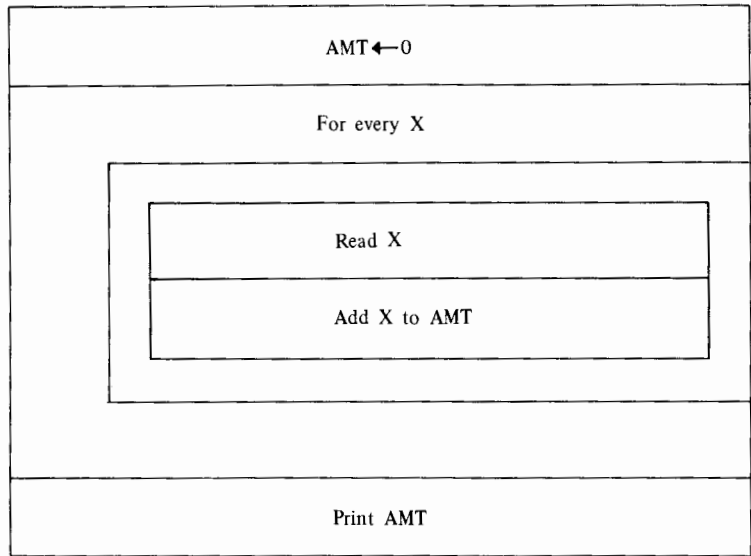 AMT←0
For every X
Read X
Add X to AMT
Print AMT